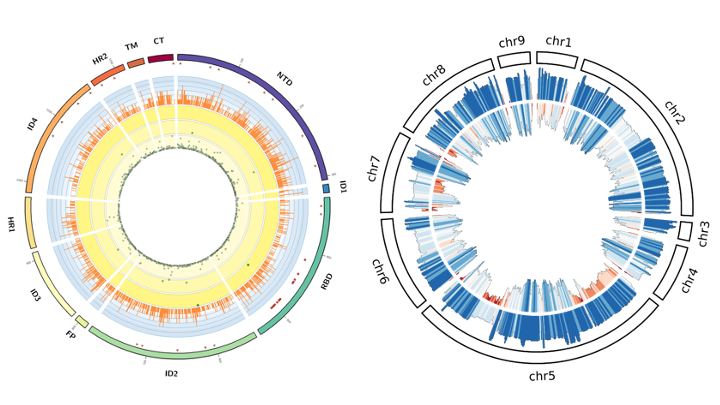 CT
TM
HR2
NTD
ID4
ID1
HR1
RBD
ID3
FP
ID2
chr9
chr1
chr8
chr2
chr7
chr3
chr4
chr6
chr5